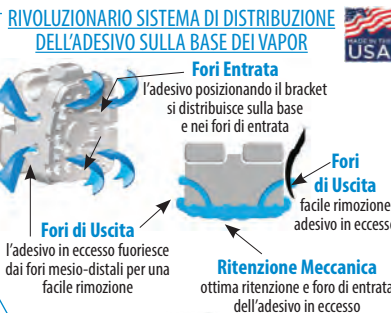 RIVOLUZIONARIO SISTEMA DI DISTRIBUZIONE
DELL'ADESIVO SULLA BASE DEI VAPOR
MADE IN THE
USA
Fori Entrata
l'adesivo posizionando il bracket
si distribuisce sulla base
e nei fori di entrata
Fori
di Uscita
facile rimozione
adesivo in eccesso
Fori di Uscita
l'adesivo in eccesso fuoriesce
dai fori mesio-distali per una
facile rimozione
Ritenzione Meccanica
ottima ritenzione e foro di entrata
dell'adesivo in eccesso